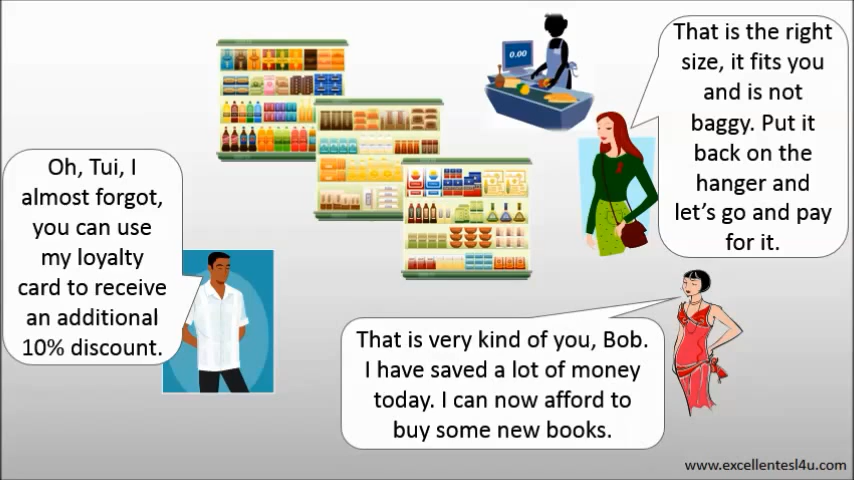 0.00
That is the right
size, it fits you
and is not
baggy. Put it
back on the
hanger and
let's go and pay
for it.
Oh, Tui, I
almost forgot,
you can use
my loyalty
card to receive
an additional
10% discount.
That is very kind of you, Bob.
I have saved a lot of money
today. I can now afford to
buy some new books.
www.excellentesl4u.com